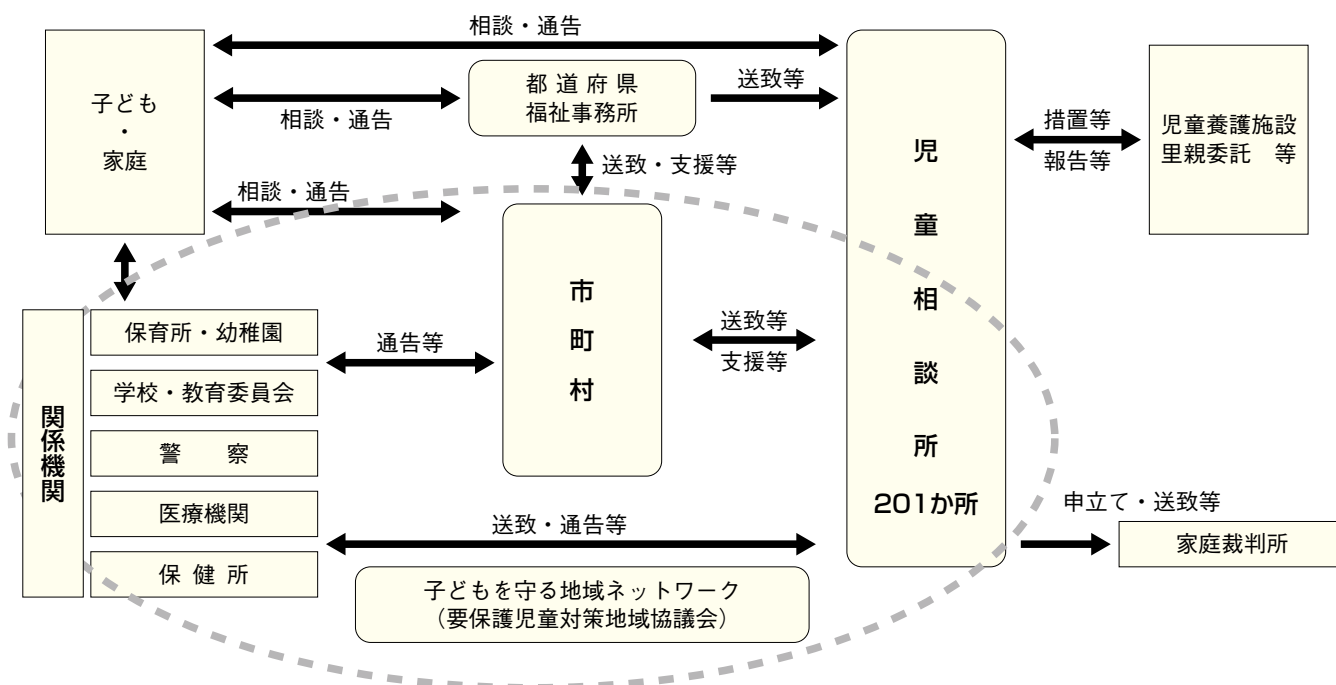 相談・通告
子ども
・
家庭
都道府県
福祉事務所
送致等
相談・通告
送致・支援等
相談・通告
児童相談所
201か所
措置等
報告等
児童養護施設
里親委託　等
市町村
送致等
支援等
関係機関
保育所・幼稚園
学校・教育委員会
警　　察
医療機関
保 健 所
通告等
送致・通告等
子どもを守る地域ネットワーク
（要保護児童対策地域協議会）
申立て・送致等
家庭裁判所